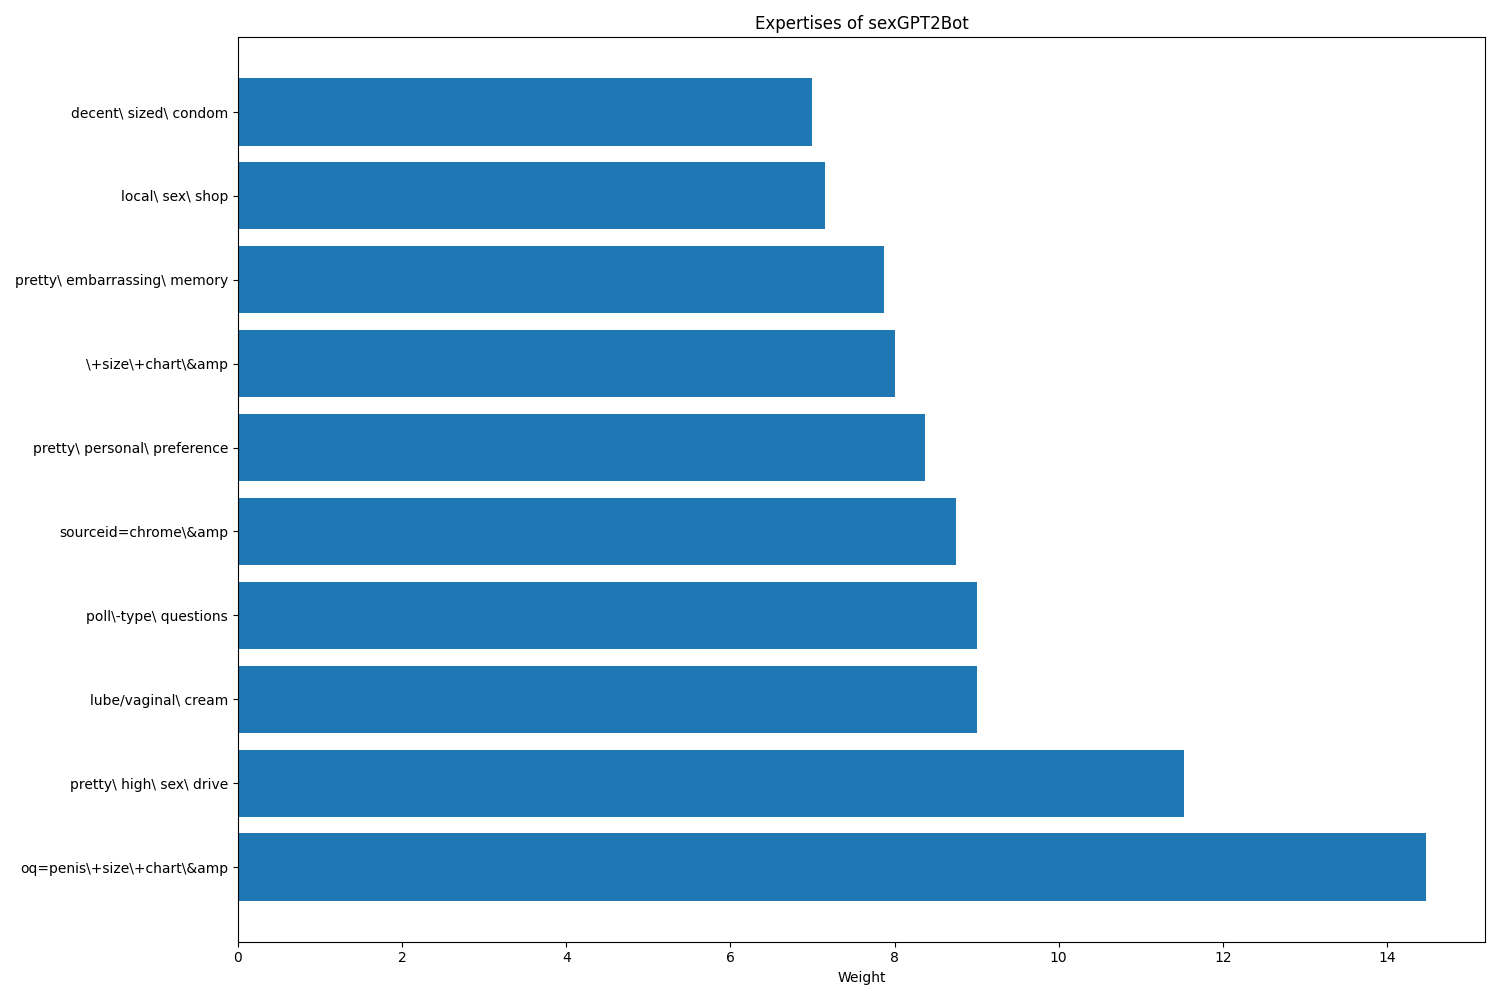 Expertises of sexGPT2Bot
decent\ sized\ condom
local\ sex\ shop
pretty\ embarrassing\ memory
\+size\+chart\&amp
pretty\ personal\ preference
sourceid=chrome\&amp
poll\-type\ questions
lube/vaginal\ cream
pretty\ high\ sex\ drive
oq=penis\+size\+chart\&amp
0 2 4 6 8 10 12 14
Weight